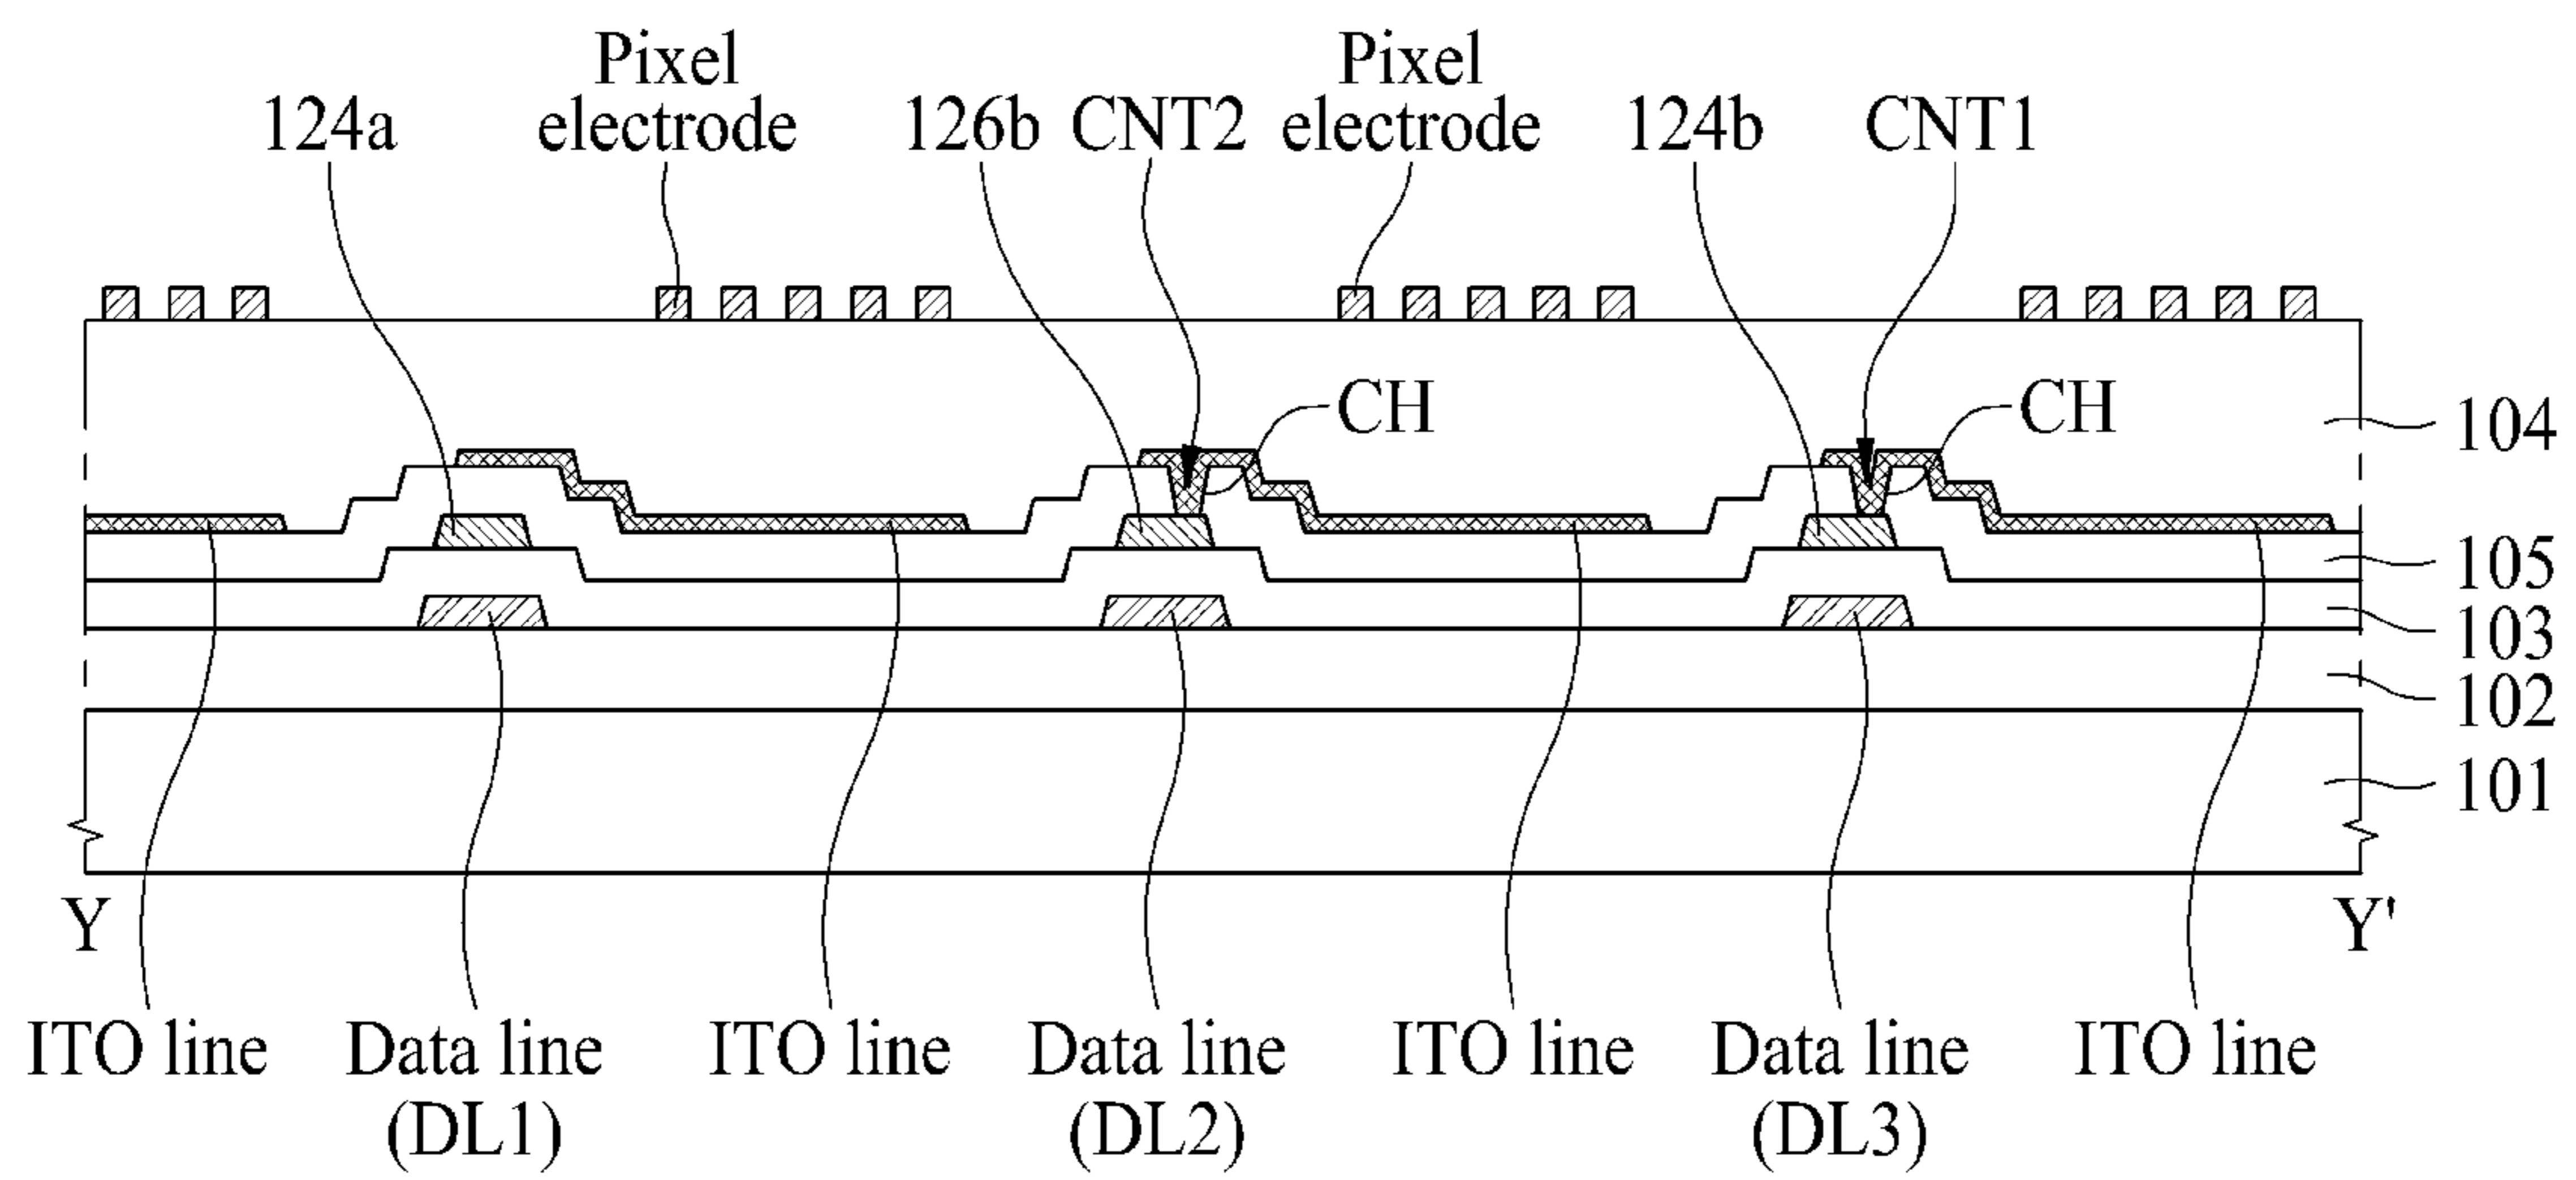 Pixel
electrode
Pixel
electrode
124a
126b
CNT2
124b
CNT1
CH
CH
104
105
103
102
101
Y
Y'
ITO line
Data line
(DL1)
ITO line
Data line
(DL2)
ITO line
Data line
(DL3)
ITO line